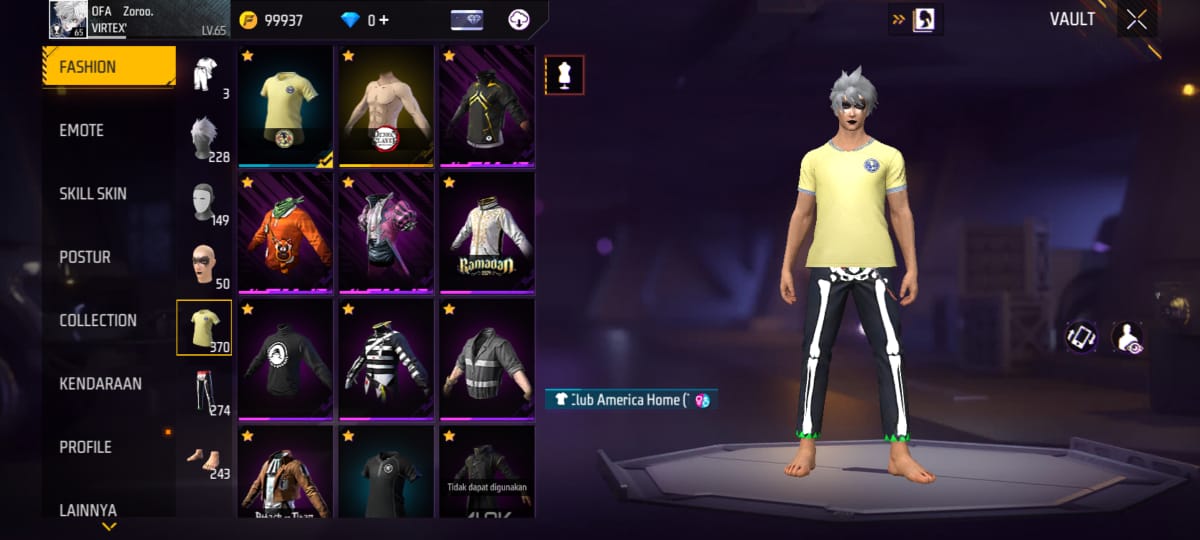 OFA Zoroo.
VIRTEX'
65
LV.65
99937
0 +
VAULT
FASHION
EMOTE
SKILL SKIN
POSTUR
COLLECTION
KENDARAAN
PROFILE
LAINNYA
3
228
149
50
370
274
243
Ramadan
Tidak dapat digunakan
Club America Home (